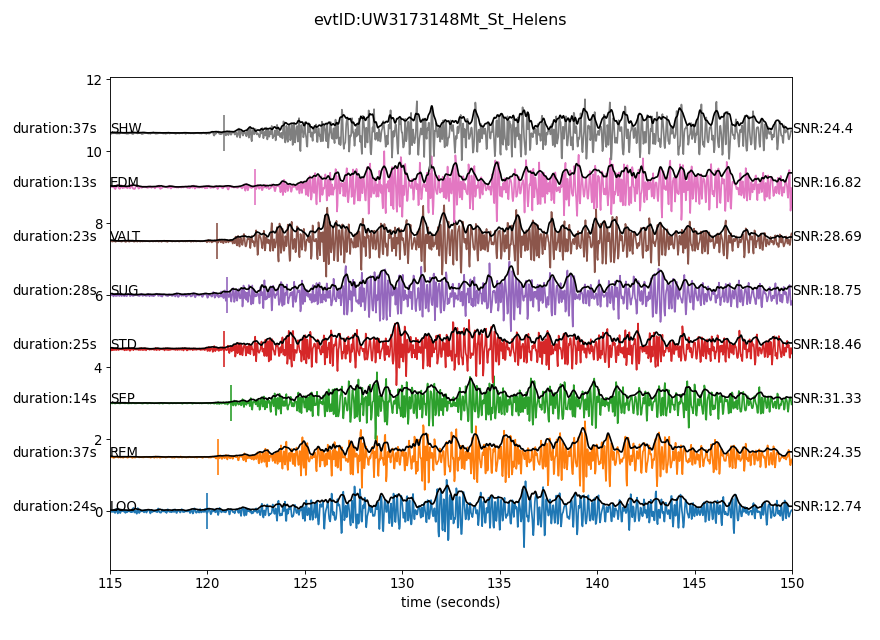 evtID:UW3173148Mt_St_Helens
12
duration:37s SHW SNR:24.4
10
duration:13s EDM SNR:16.82
8
duration:23s VALT SNR:28.69
duration:28s SUG SNR:18.75
6
duration:25s STD SNR:18.46
4
duration:14s SEP SNR:31.33
2
duration:37s REM SNR:24.35
duration:24s LOO SNR:12.74
0
115 120 125 130 135 140 145 150
time (seconds)